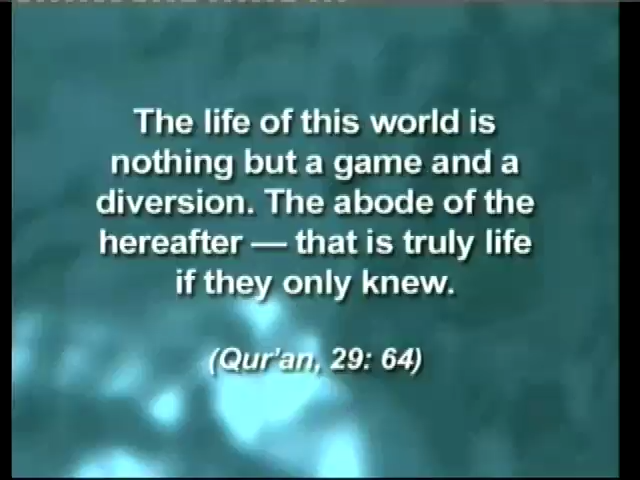 The life of this world is
nothing but a game and a
diversion. The abode of the
hereafter — that is truly life
if they only knew.
(Qur'an, 29: 64)